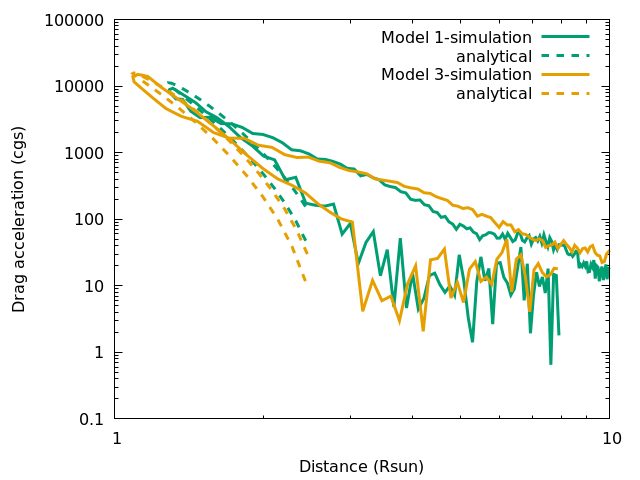 Drag acceleration (cgs)
100000
10000
1000
100
10
1
0.1
Model 1-simulation
analytical
Model 3-simulation
analytical
1
10
Distance (Rsun)